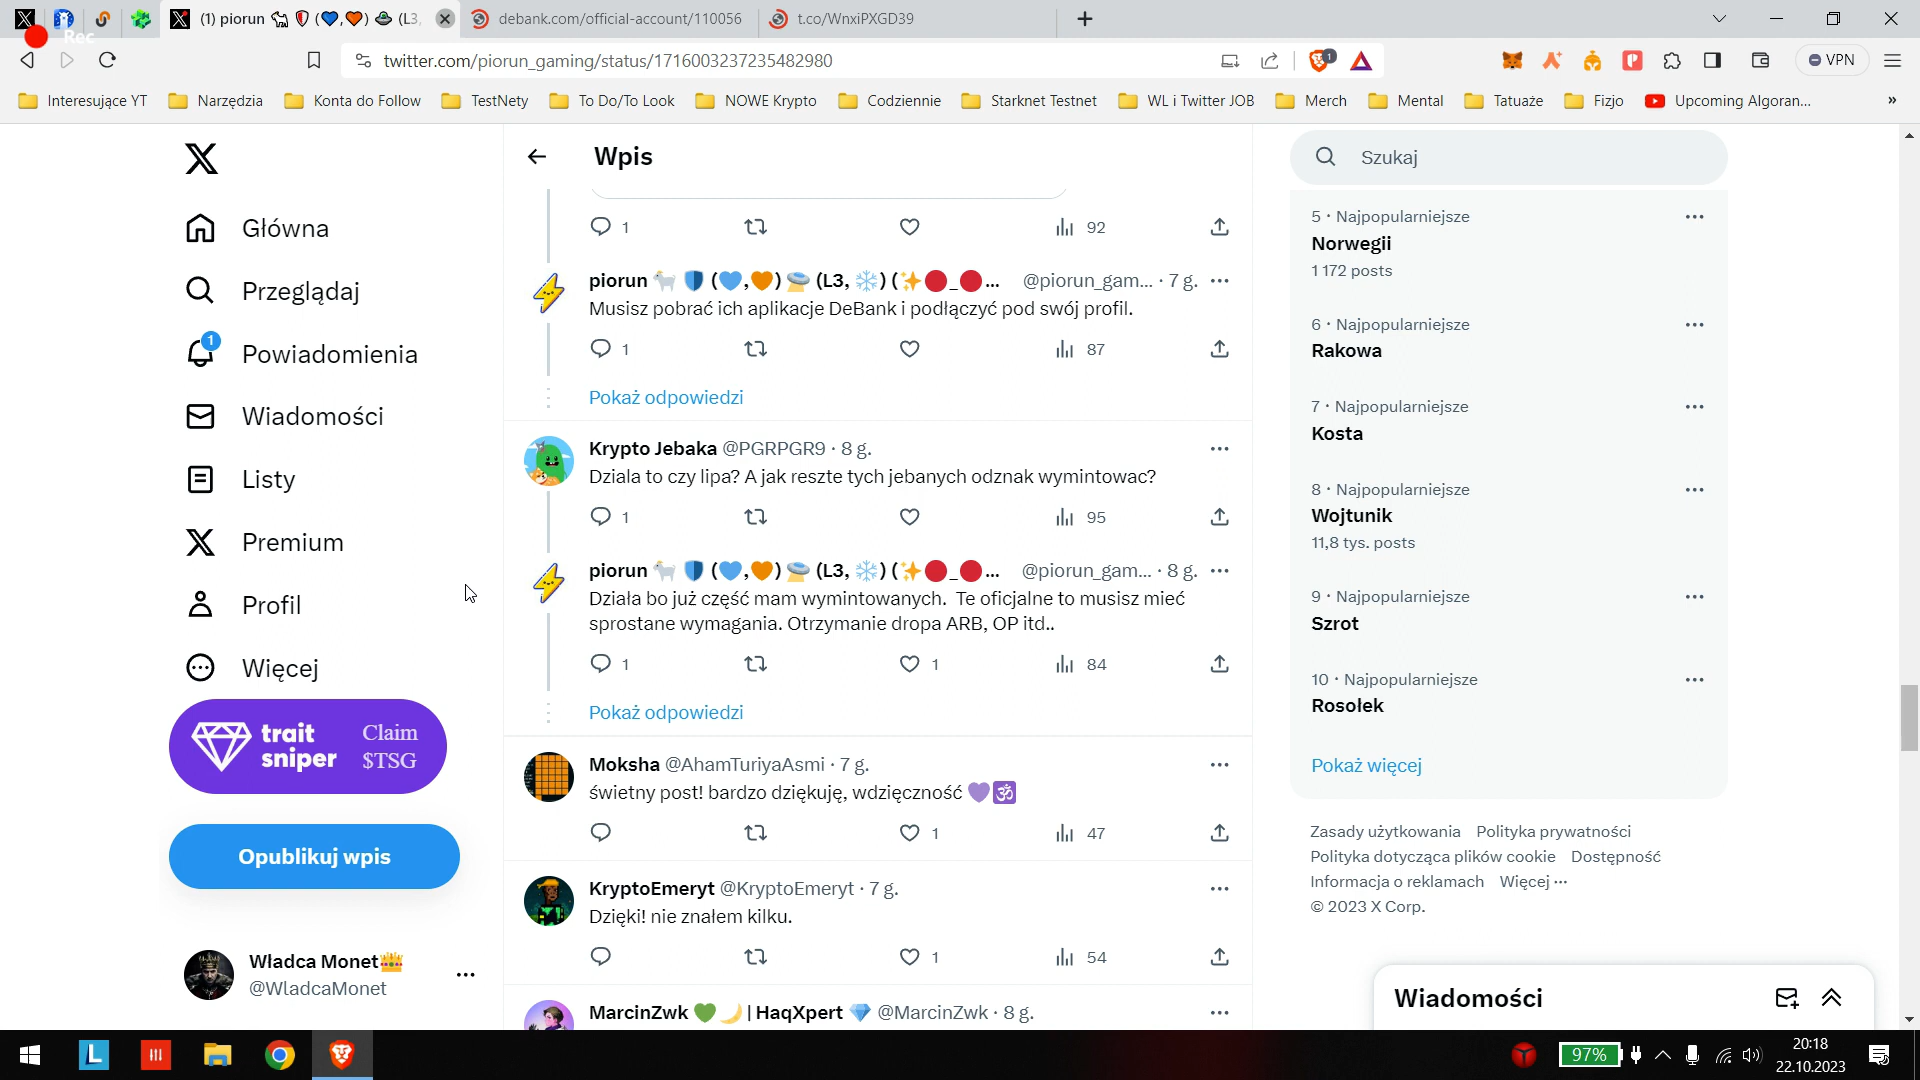 (1) piorun 🐐 🛡 (💙,🧡) 🛸 (L3,
debank.com/official-account/110056
t.co/WnxiPXGD39
Rec
twitter.com/piorun_gaming/status/1716003237235482980
1
VPN
Interesujące YT
Narzędzia
Konta do Follow
TestNety
To Do/To Look
NOWE Krypto
Codziennie
Starknet Testnet
WL i Twitter JOB
Merch
Mental
Tatuaże
Fizjo
Upcoming Algoran...
»
Główna
Przeglądaj
1
Powiadomienia
Wiadomości
Listy
Premium
Profil
Więcej
trait sniper
Claim $TSG
Opublikuj wpis
Władca Monet👑
@WladcaMonet
Wpis
1 92
piorun 🐐 🛡 (💙,🧡) 🛸 (L3, ❄️) (✨🔴_🔴... @piorun_gam... · 7 g.
Musisz pobrać ich aplikacje DeBank i podłączyć pod swój profil.
1 87
Pokaż odpowiedzi
Krypto Jebaka @PGRPGR9 · 8 g.
Dziala to czy lipa? A jak reszte tych jebanych odznak wymintowac?
1 95
piorun 🐐 🛡 (💙,🧡) 🛸 (L3, ❄️) (✨🔴_🔴... @piorun_gam... · 8 g.
Działa bo już część mam wymintowanych. Te oficjalne to musisz mieć
sprostane wymagania. Otrzymanie dropa ARB, OP itd..
1 1 84
Pokaż odpowiedzi
Moksha @AhamTuriyaAsmi · 7 g.
świetny post! bardzo dziękuję, wdzięczność 💜🕉
1 47
KryptoEmeryt @KryptoEmeryt · 7 g.
Dzięki! nie znałem kilku.
1 54
MarcinZwk 💚🌙 | HaqXpert 💎 @MarcinZwk · 8 g.
Szukaj
5 · Najpopularniejsze
Norwegii
1 172 posts
6 · Najpopularniejsze
Rakowa
7 · Najpopularniejsze
Kosta
8 · Najpopularniejsze
Wojtunik
11,8 tys. posts
9 · Najpopularniejsze
Szrot
10 · Najpopularniejsze
Rosołek
Pokaż więcej
Zasady użytkowania Polityka prywatności
Polityka dotycząca plików cookie Dostępność
Informacja o reklamach Więcej ···
© 2023 X Corp.
Wiadomości
97%
20:18
22.10.2023